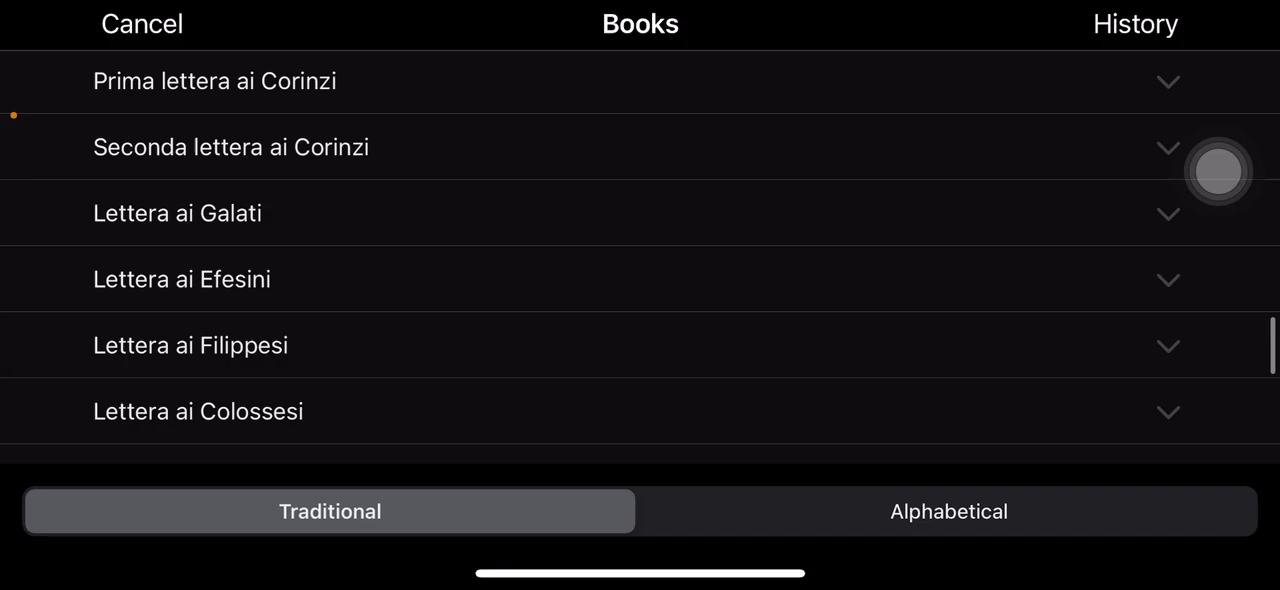 Cancel Books History
Prima lettera ai Corinzi
Seconda lettera ai Corinzi
Lettera ai Galati
Lettera ai Efesini
Lettera ai Filippesi
Lettera ai Colossesi
Traditional Alphabetical